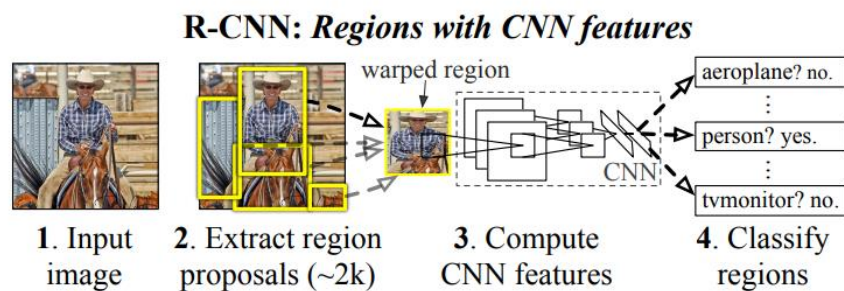 R-CNN: Regions with CNN features
warped region
aeroplane? no.
⋮
person? yes.
⋮
tvmonitor? no.
CNN
1. Input
image
2. Extract region
proposals (~2k)
3. Compute
CNN features
4. Classify
regions